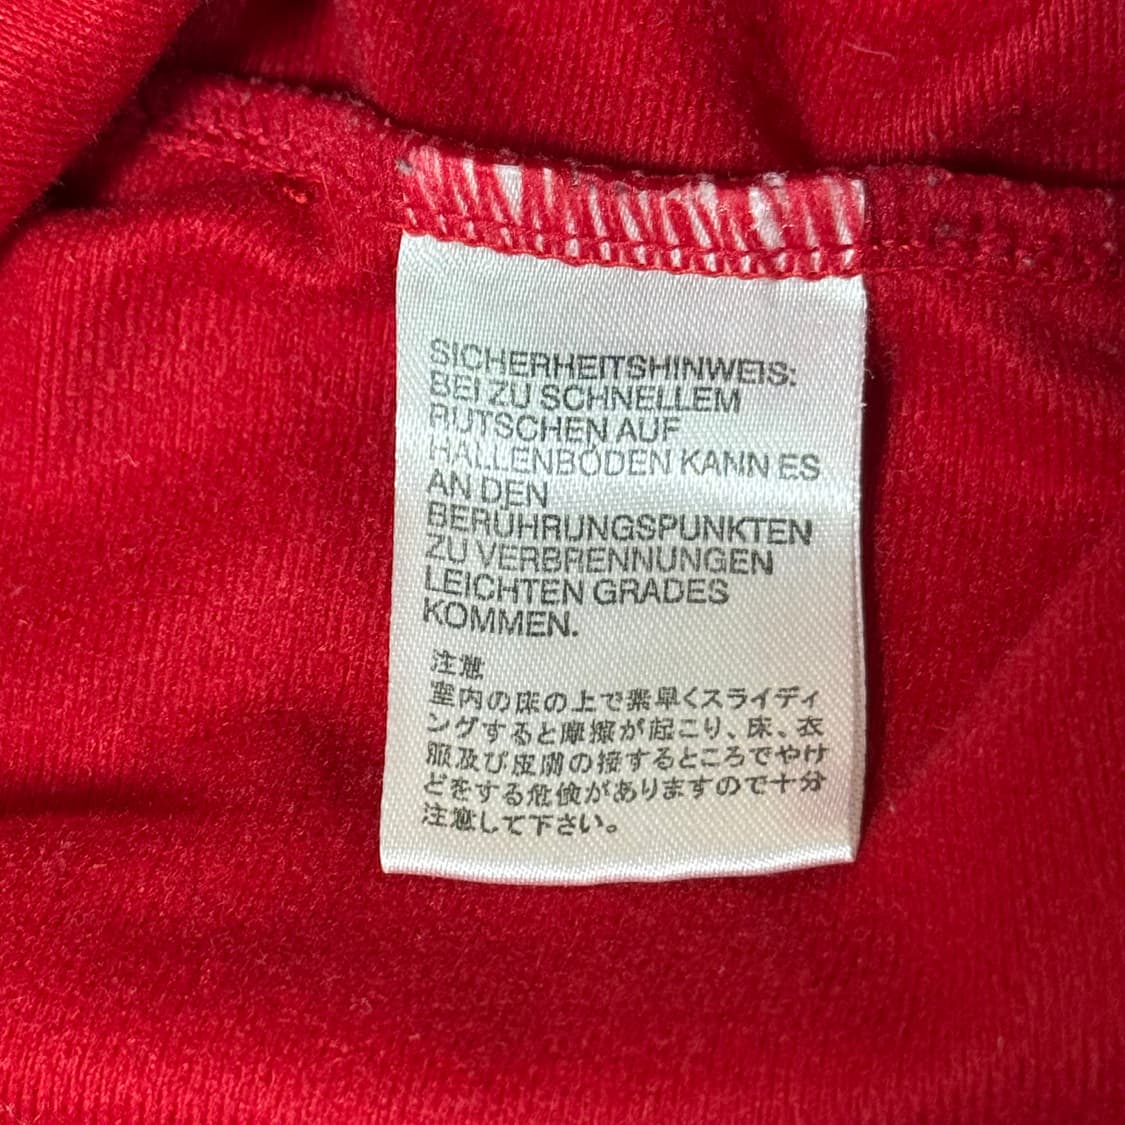 SICHERHEITSHINWEIS:
BEI ZU SCHNELLEM
RUTSCHEN AUF
HALLENBÖDEN KANN ES
AN DEN
BERÜHRUNGSPUNKTEN
ZU VERBRENNUNGEN
LEICHTEN GRADES
KOMMEN.
注意
室内の床の上で素早くスライディ
ングすると摩擦が起こり、床、衣
服及び皮膚の接するところでやけ
どをする危険がありますので十分
注意して下さい。